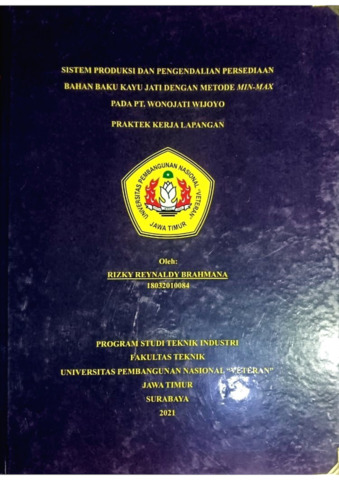 SISTEM PRODUKSI DAN PENGENDALIAN PERSEDIAAN
BAHAN BAKU KAYU JATI DENGAN METODE MIN-MAX
PADA PT. WONOJATI WIJOYO
PRAKTEK KERJA LAPANGAN
UNIVERSITAS PEMBANGUNAN NASIONAL "VETERAN"
JAWA TIMUR
Oleh:
RIZKY REYNALDY BRAHMANA
18032010084
PROGRAM STUDI TEKNIK INDUSTRI
FAKULTAS TEKNIK
UNIVERSITAS PEMBANGUNAN NASIONAL "VETERAN"
JAWA TIMUR
SURABAYA
2021